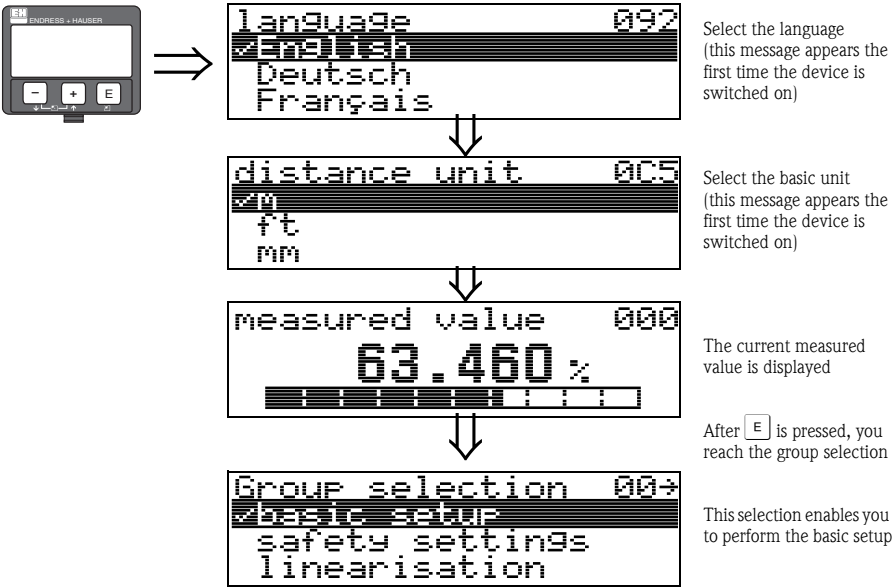 EH ENDRESS + HAUSER
- + E
language 092
✓English
Deutsch
Français
Select the language
(this message appears the
first time the device is
switched on)
distance unit 0C5
✓m
ft
mm
Select the basic unit
(this message appears the
first time the device is
switched on)
measured value 000
63.460 %
The current measured
value is displayed
After E is pressed, you
reach the group selection
Group selection 00→
✓basic setup
safety settings
linearisation
This selection enables you
to perform the basic setup